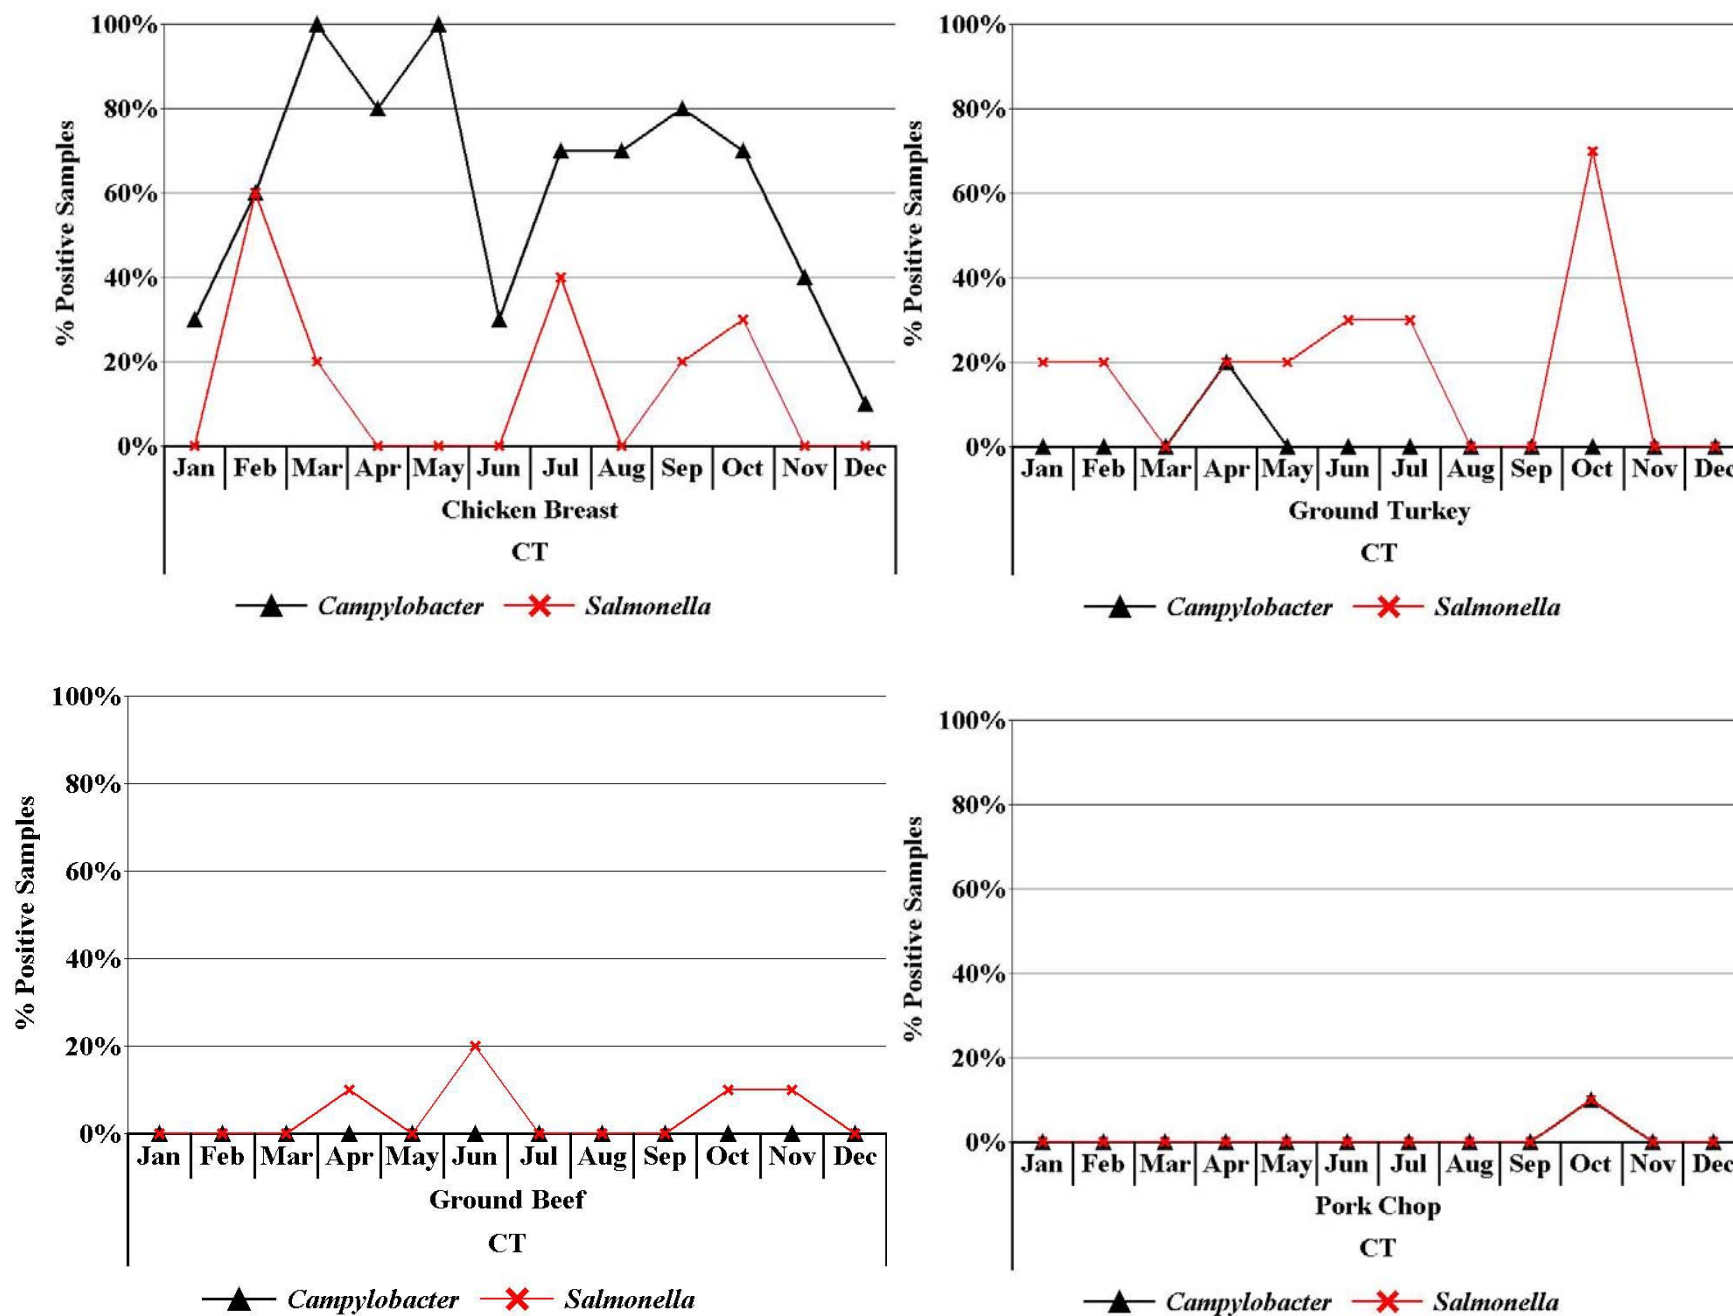 100%
80%
60%
40%
20%
0%
% Positive Samples
Jan Feb Mar Apr May Jun Jul Aug Sep Oct Nov Dec
Chicken Breast
CT
Campylobacter Salmonella
100%
80%
60%
40%
20%
0%
% Positive Samples
Jan Feb Mar Apr May Jun Jul Aug Sep Oct Nov Dec
Ground Turkey
CT
Campylobacter Salmonella
100%
80%
60%
40%
20%
0%
% Positive Samples
Jan Feb Mar Apr May Jun Jul Aug Sep Oct Nov Dec
Ground Beef
CT
Campylobacter Salmonella
100%
80%
60%
40%
20%
0%
% Positive Samples
Jan Feb Mar Apr May Jun Jul Aug Sep Oct Nov Dec
Pork Chop
CT
Campylobacter Salmonella